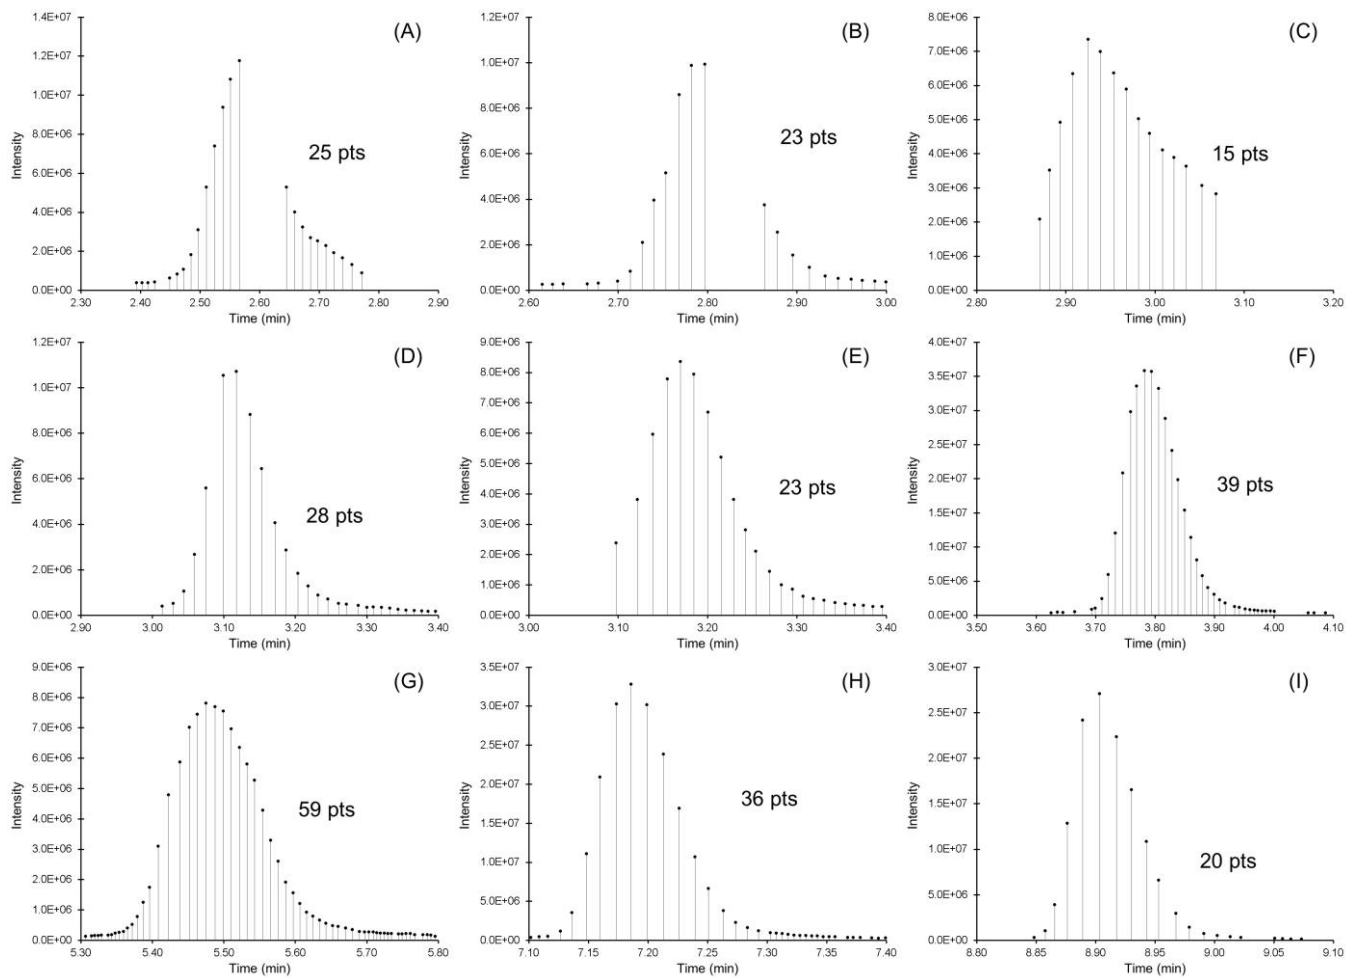 (A)
1.4E+07
1.2E+07
1.0E+07
8.0E+06
6.0E+06
4.0E+06
2.0E+06
0.0E+00
Intensity
25 pts
2.30 2.40 2.50 2.60 2.70 2.80 2.90
Time (min)
(B)
1.2E+07
1.0E+07
8.0E+06
6.0E+06
4.0E+06
2.0E+06
0.0E+00
Intensity
23 pts
2.60 2.70 2.80 2.90 3.00
Time (min)
(C)
8.0E+06
7.0E+06
6.0E+06
5.0E+06
4.0E+06
3.0E+06
2.0E+06
1.0E+06
0.0E+00
Intensity
15 pts
2.80 2.90 3.00 3.10 3.20
Time (min)
(D)
1.2E+07
1.0E+07
8.0E+06
6.0E+06
4.0E+06
2.0E+06
0.0E+00
Intensity
28 pts
2.90 3.00 3.10 3.20 3.30 3.40
Time (min)
(E)
9.0E+06
8.0E+06
7.0E+06
6.0E+06
5.0E+06
4.0E+06
3.0E+06
2.0E+06
1.0E+06
0.0E+00
Intensity
23 pts
3.00 3.10 3.20 3.30 3.40
Time (min)
(F)
4.0E+07
3.5E+07
3.0E+07
2.5E+07
2.0E+07
1.5E+07
1.0E+07
5.0E+06
0.0E+00
Intensity
39 pts
3.50 3.60 3.70 3.80 3.90 4.00 4.10
Time (min)
(G)
9.0E+06
8.0E+06
7.0E+06
6.0E+06
5.0E+06
4.0E+06
3.0E+06
2.0E+06
1.0E+06
0.0E+00
Intensity
59 pts
5.30 5.40 5.50 5.60 5.70 5.80
Time (min)
(H)
3.5E+07
3.0E+07
2.5E+07
2.0E+07
1.5E+07
1.0E+07
5.0E+06
0.0E+00
Intensity
36 pts
7.10 7.15 7.20 7.25 7.30 7.35 7.40
Time (min)
(I)
3.0E+07
2.5E+07
2.0E+07
1.5E+07
1.0E+07
5.0E+06
0.0E+00
Intensity
20 pts
8.80 8.85 8.90 8.95 9.00 9.05 9.10
Time (min)